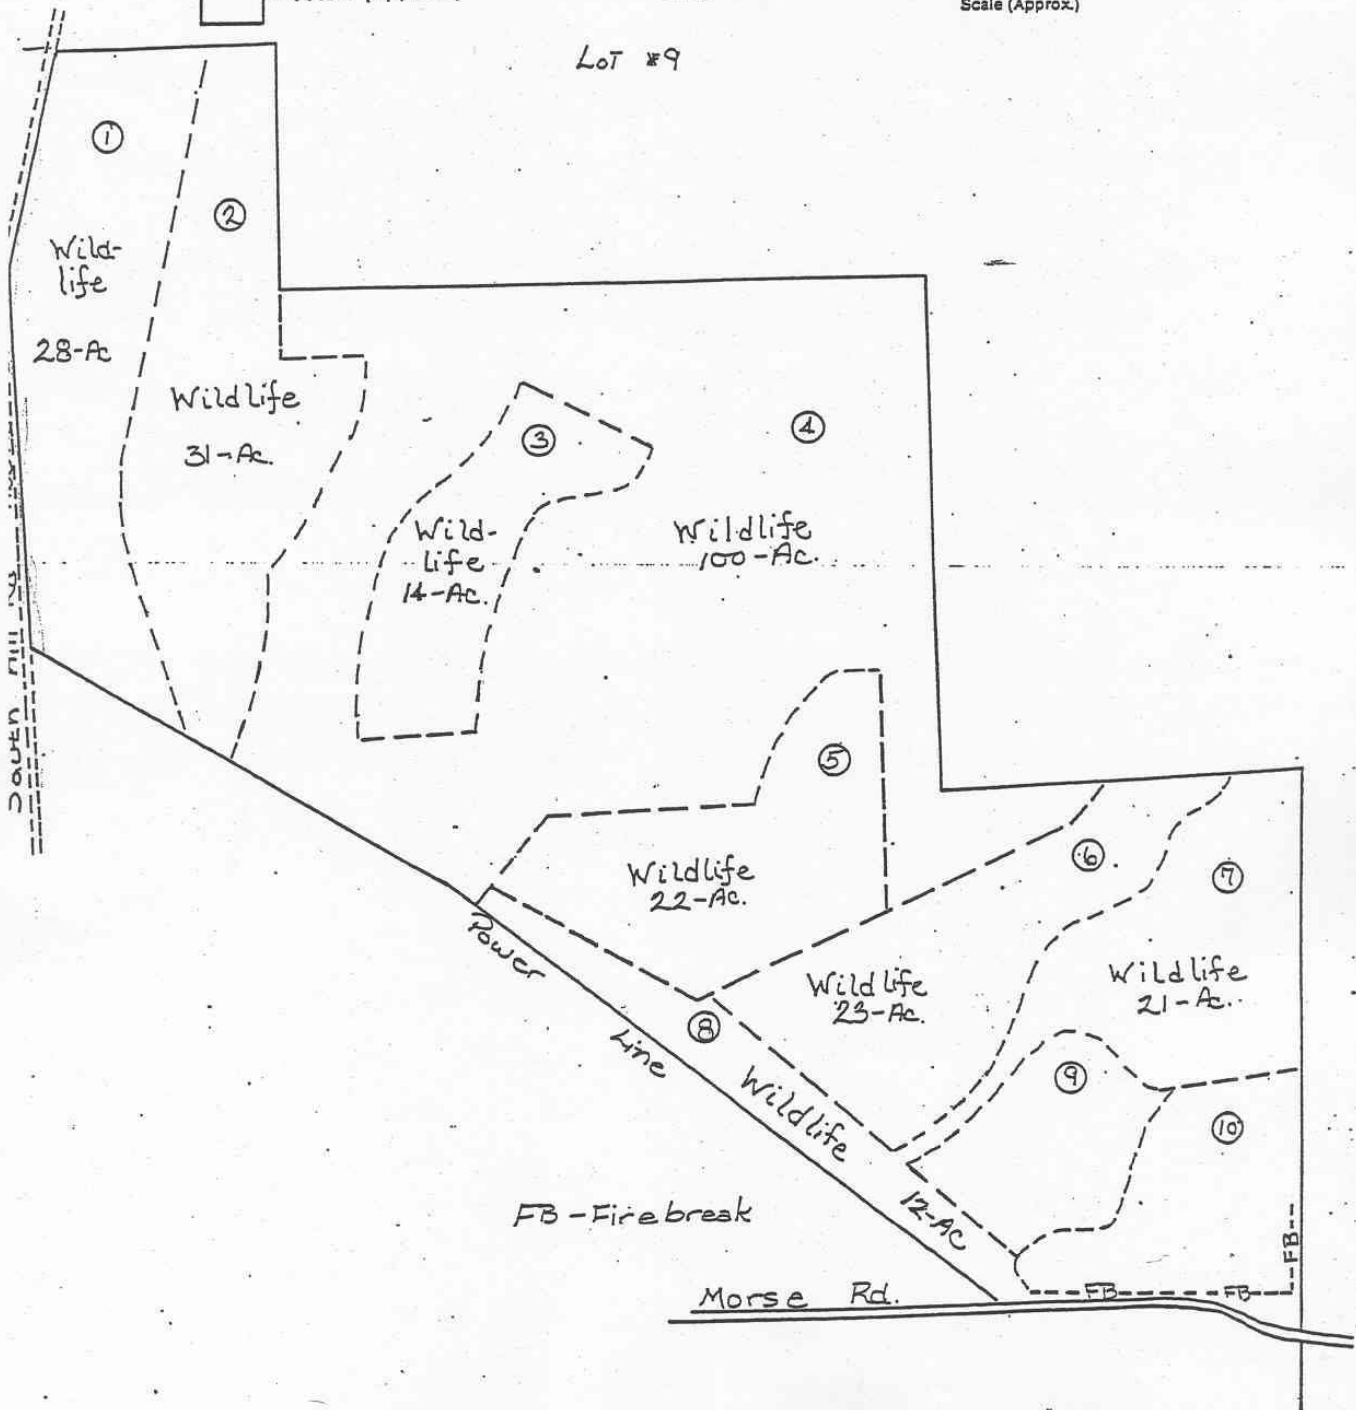 Scale (Approx.)
LOT #9
1
2
Wild-
life
28-Ac
Wildlife
31-Ac.
3
4
Wild-
life
14-Ac.
Wildlife
100-Ac.
5
Wildlife
22-Ac.
6
7
Wildlife
23-Ac.
Wildlife
21-Ac.
Power
Line
8
Wildlife
12-AC
9
10
FB-Firebreak
FB
FB
FB
Morse Rd.
South Hill Rd